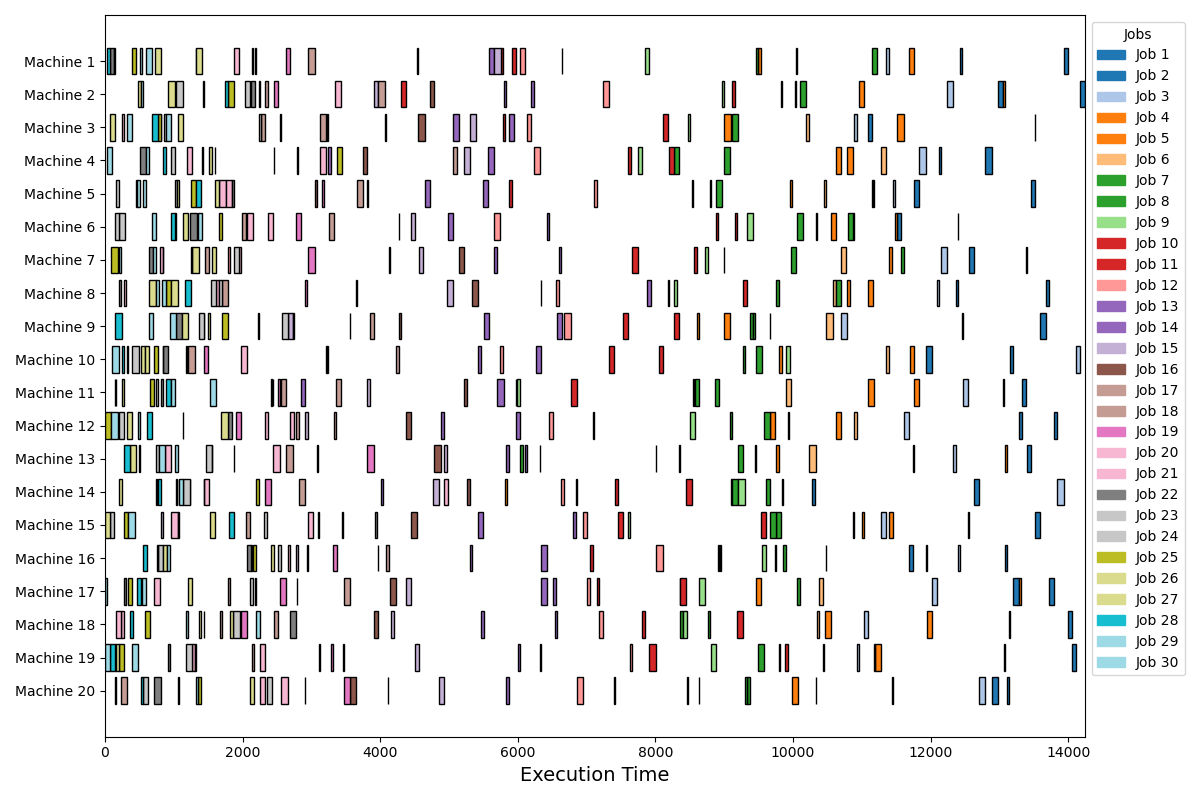 Machine 1
Machine 2
Machine 3
Machine 4
Machine 5
Machine 6
Machine 7
Machine 8
Machine 9
Machine 10
Machine 11
Machine 12
Machine 13
Machine 14
Machine 15
Machine 16
Machine 17
Machine 18
Machine 19
Machine 20
0 2000 4000 6000 8000 10000 12000 14000
Execution Time
Jobs
Job 1
Job 2
Job 3
Job 4
Job 5
Job 6
Job 7
Job 8
Job 9
Job 10
Job 11
Job 12
Job 13
Job 14
Job 15
Job 16
Job 17
Job 18
Job 19
Job 20
Job 21
Job 22
Job 23
Job 24
Job 25
Job 26
Job 27
Job 28
Job 29
Job 30